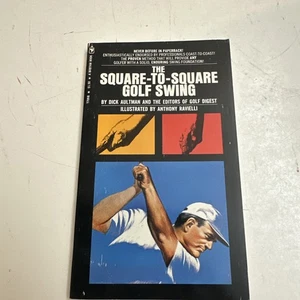 NEVER BEFORE IN PAPERBACK!
ENTHUSIASTICALLY ENDORSED BY PROFESSIONALS COAST-TO-COAST!
THE PROVEN METHOD THAT WILL PROVIDE ANY
GOLFER WITH A SOLID, ENDURING SWING FOUNDATION!
THE
SQUARE-TO-SQUARE
GOLF SWING
BY DICK AULTMAN AND THE EDITORS OF GOLF DIGEST
ILLUSTRATED BY ANTHONY RAVIELLI